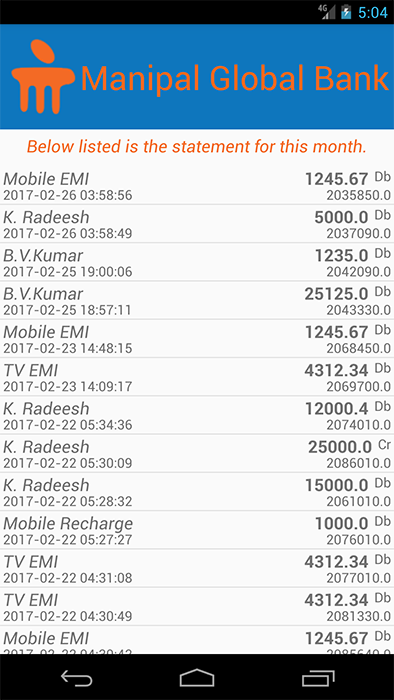 4G 5:04
Manipal Global Bank
Below listed is the statement for this month.
Mobile EMI 1245.67 Db
2017-02-26 03:58:56 2035850.0
K. Radeesh 5000.0 Db
2017-02-26 03:58:49 2037090.0
B.V.Kumar 1235.0 Db
2017-02-25 19:00:06 2042090.0
B.V.Kumar 25125.0 Db
2017-02-25 18:57:11 2043330.0
Mobile EMI 1245.67 Db
2017-02-23 14:48:15 2068450.0
TV EMI 4312.34 Db
2017-02-23 14:09:17 2069700.0
K. Radeesh 12000.4 Db
2017-02-22 05:34:36 2074010.0
K. Radeesh 25000.0 Cr
2017-02-22 05:30:09 2086010.0
K. Radeesh 15000.0 Db
2017-02-22 05:28:32 2061010.0
Mobile Recharge 1000.0 Db
2017-02-22 05:27:27 2076010.0
TV EMI 4312.34 Db
2017-02-22 04:31:08 2077010.0
TV EMI 4312.34 Db
2017-02-22 04:30:49 2081330.0
Mobile EMI 1245.67 Db
2017-02-22 04:30:42 2085640.0